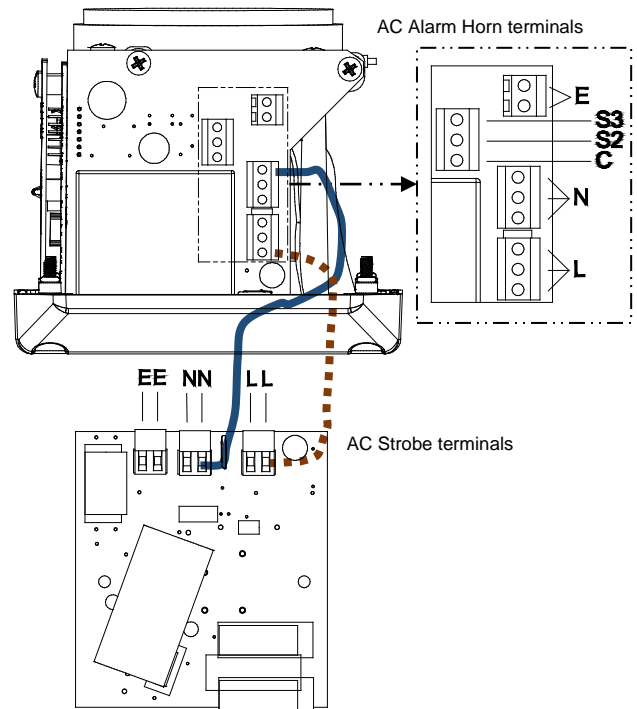 AC Alarm Horn terminals
E
S3
S2
C
N
L
EE NN LL
AC Strobe terminals